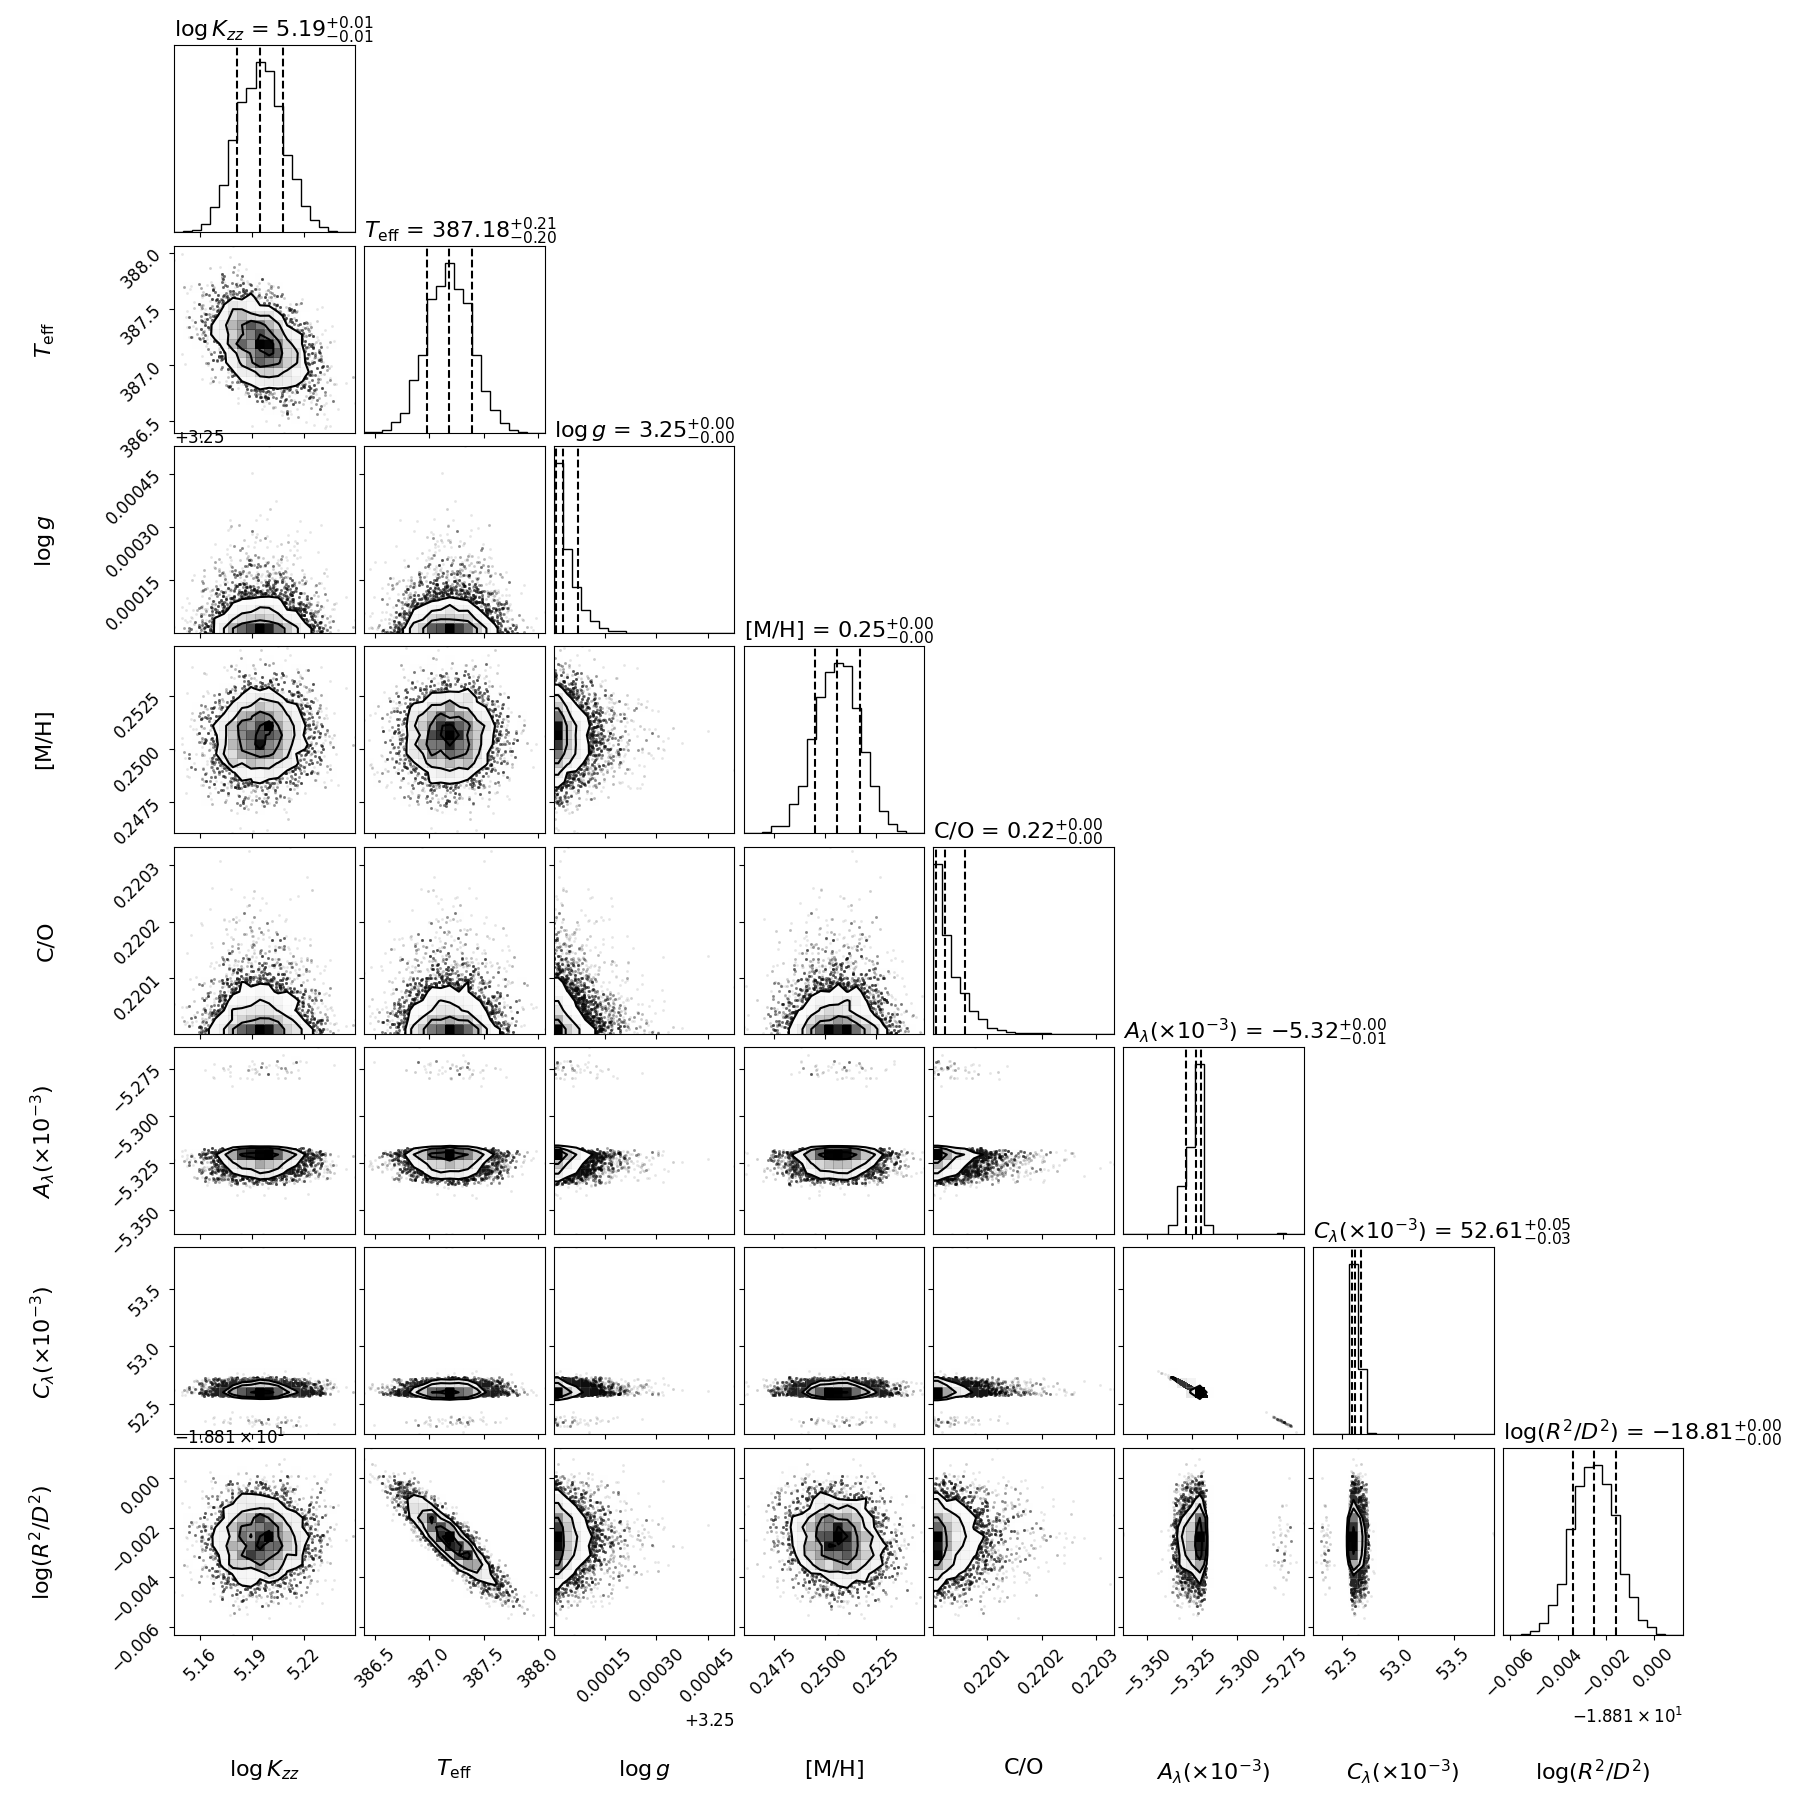 log K_zz = 5.19 +0.01 −0.01
T_eff = 387.18 +0.21 −0.20
388.0
387.5
387.0
386.5
T_eff
+3.25
log g = 3.25 +0.00 −0.00
0.00045
0.00030
0.00015
log g
[M/H] = 0.25 +0.00 −0.00
0.2525
0.2500
0.2475
[M/H]
C/O = 0.22 +0.00 −0.00
0.2203
0.2202
0.2201
C/O
A_λ(×10^−3) = −5.32 +0.00 −0.01
−5.275
−5.300
−5.325
−5.350
A_λ(×10^−3)
C_λ(×10^−3) = 52.61 +0.05 −0.03
53.5
53.0
52.5
C_λ(×10^−3)
−1.881 × 10^1
log(R^2/D^2) = −18.81 +0.00 −0.00
0.000
−0.002
−0.004
−0.006
log(R^2/D^2)
5.16 5.19 5.22 386.5 387.0 387.5 388.0 0.00015 0.00030 0.00045 0.2475 0.2500 0.2525 0.2201 0.2202 0.2203 −5.350 −5.325 −5.300 −5.275 52.5 53.0 53.5 −0.006 −0.004 −0.002 0.000
+3.25 −1.881 × 10^1
log K_zz T_eff log g [M/H] C/O A_λ(×10^−3) C_λ(×10^−3) log(R^2/D^2)